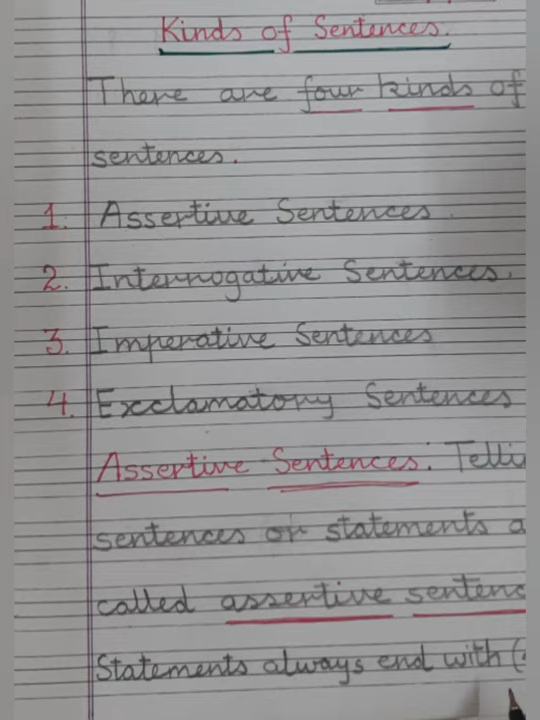 Kinds of Sentences.
There are four kinds of
sentences.
1. Assertive Sentences.
2. Interrogative Sentences.
3. Imperative Sentences
4. Exclamatory Sentences
Assertive Sentences: Telli
sentences or statements a
called assertive sentenc
Statements always end with (